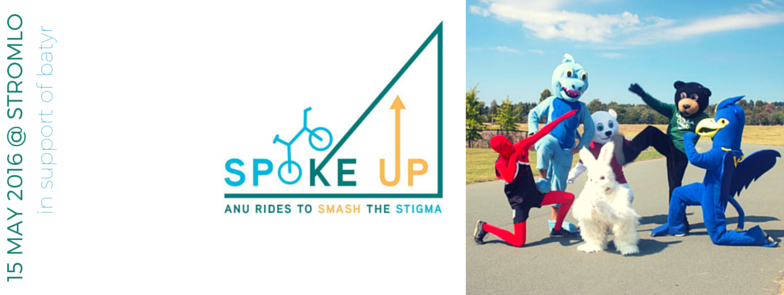 15 MAY 2016 @ STROMLO
in support of batyr
SPOKE UP
ANU RIDES TO SMASH THE STIGMA